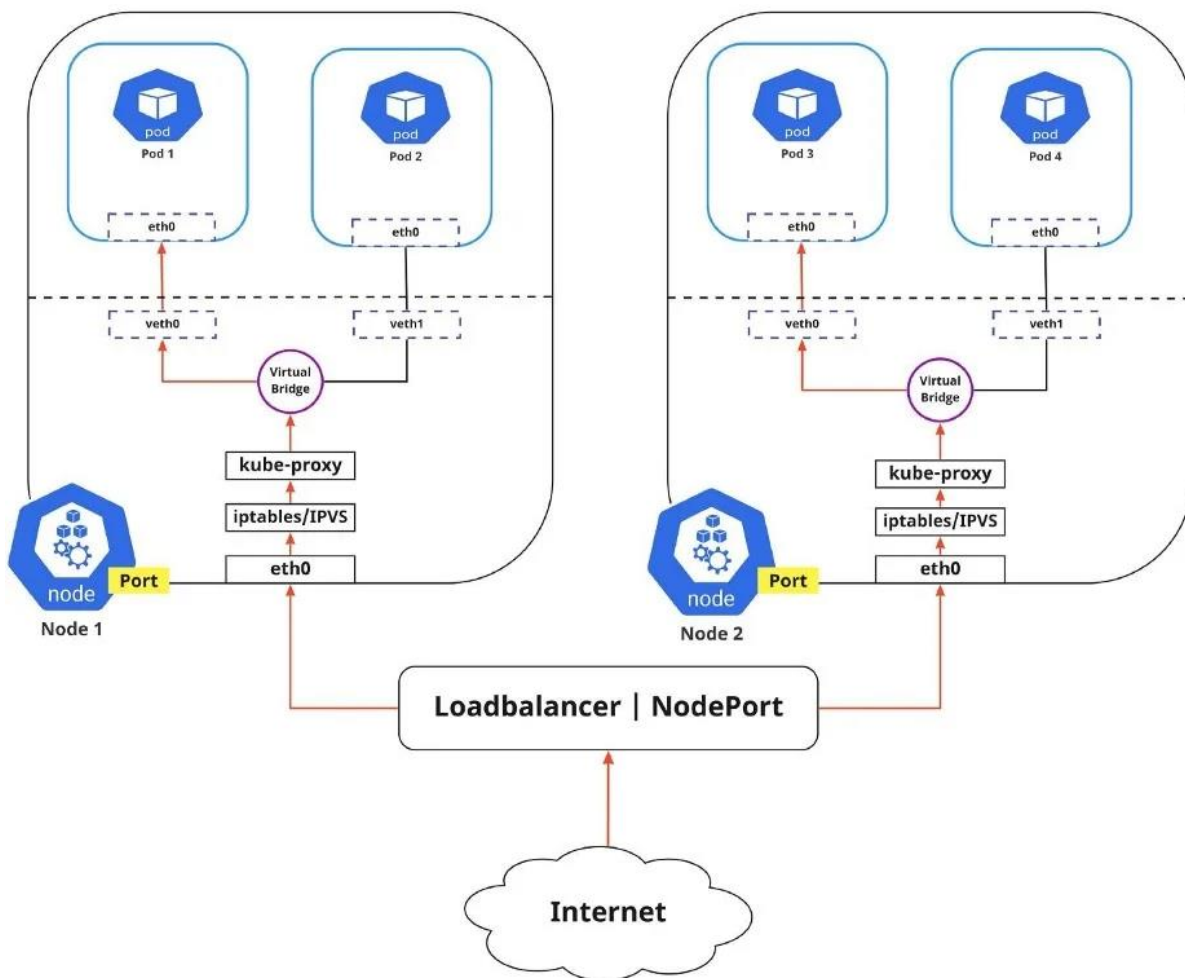 pod
Pod 1
pod
Pod 2
eth0
eth0
veth0
veth1
Virtual
Bridge
kube-proxy
iptables/IPVS
eth0
node
Port
Node 1
pod
Pod 3
pod
Pod 4
eth0
eth0
veth0
veth1
Virtual
Bridge
kube-proxy
iptables/IPVS
eth0
node
Port
Node 2
Loadbalancer | NodePort
Internet